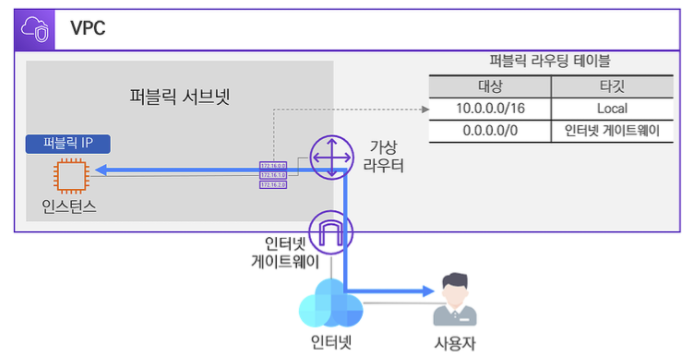 VPC
퍼블릭 라우팅 테이블
대상 타깃
10.0.0.0/16 Local
0.0.0.0/0 인터넷 게이트웨이
퍼블릭 서브넷
퍼블릭 IP
인스턴스
172.16.0.0
172.16.1.0
172.16.2.0
가상
라우터
인터넷
게이트웨이
인터넷
사용자